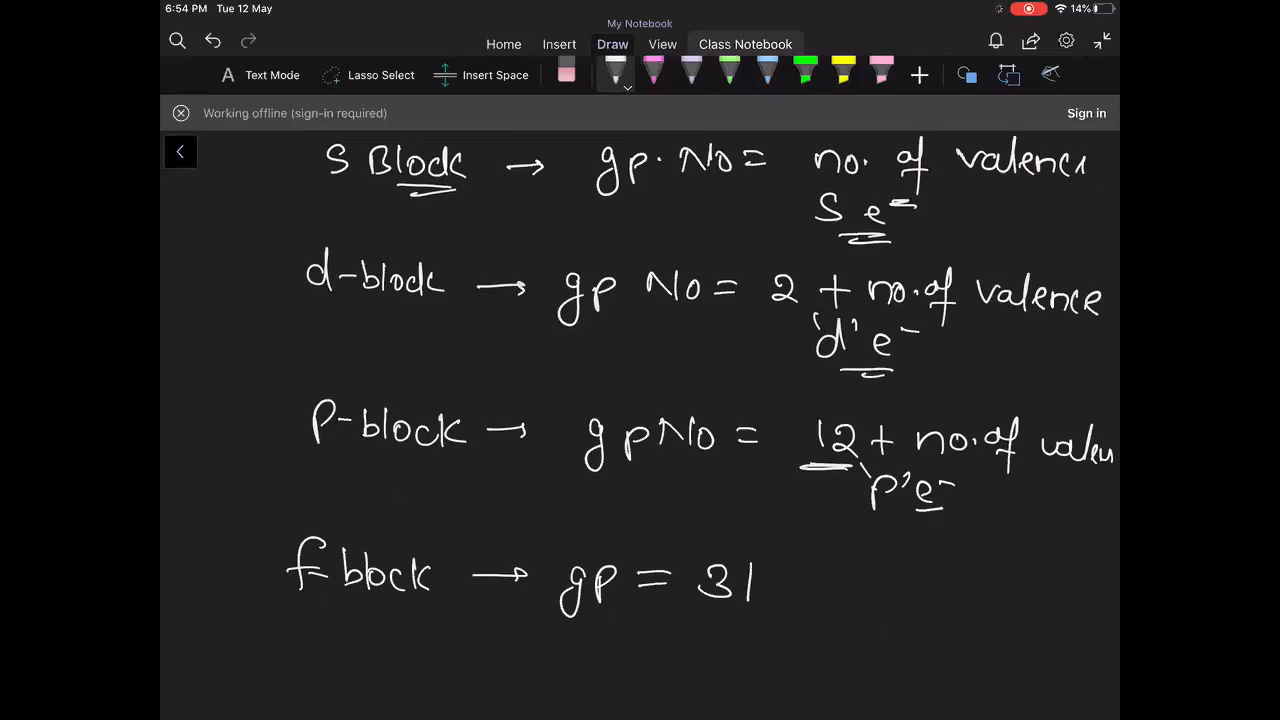 6:54 PM Tue 12 May 14%
My Notebook
Home Insert Draw View Class Notebook
Text Mode Lasso Select Insert Space
Working offline (sign-in required) Sign in
S Block → gp. No = no. of valence
S e⁻
d-block → gp No = 2 + no. of valence
'd' e⁻
p-block → gp No = 12 + no. of valen
'p' e⁻
f block → gp = 31